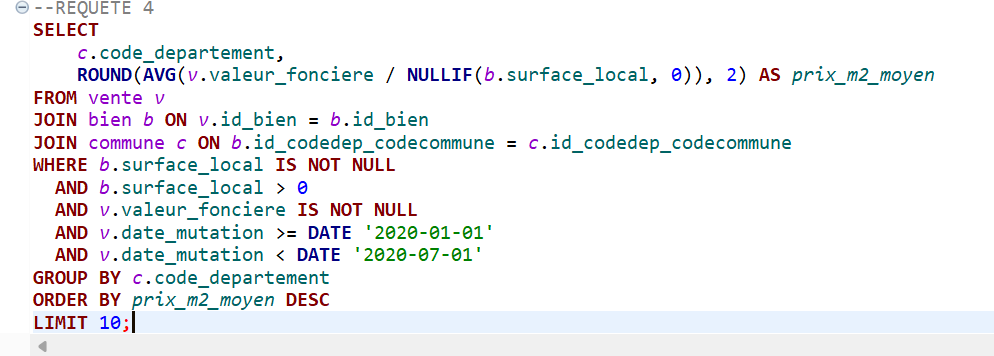 --REQUETE 4
SELECT
    c.code_departement,
    ROUND(AVG(v.valeur_fonciere / NULLIF(b.surface_local, 0)), 2) AS prix_m2_moyen
FROM vente v
JOIN bien b ON v.id_bien = b.id_bien
JOIN commune c ON b.id_codedep_codecommune = c.id_codedep_codecommune
WHERE b.surface_local IS NOT NULL
  AND b.surface_local > 0
  AND v.valeur_fonciere IS NOT NULL
  AND v.date_mutation >= DATE '2020-01-01'
  AND v.date_mutation < DATE '2020-07-01'
GROUP BY c.code_departement
ORDER BY prix_m2_moyen DESC
LIMIT 10;